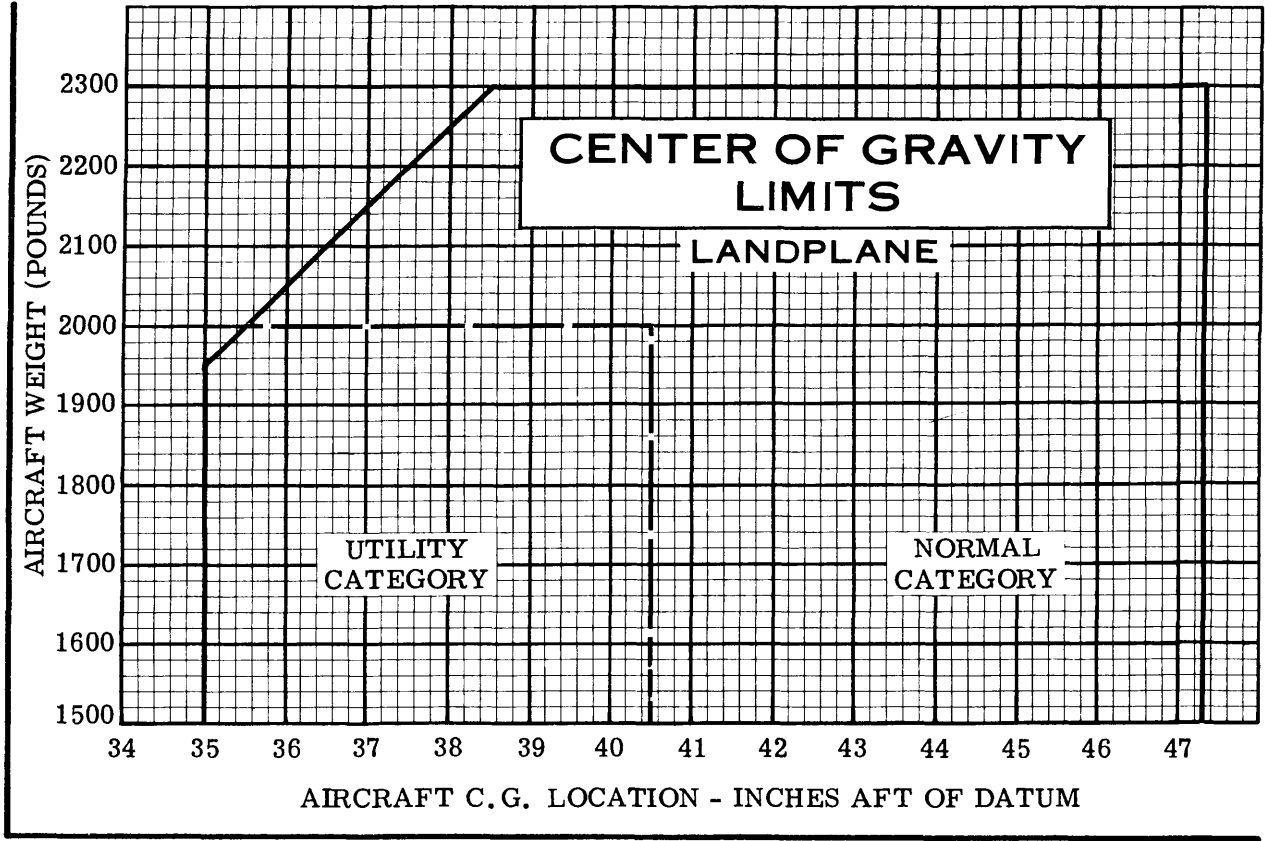 2300
2200
2100
2000
1900
1800
1700
1600
1500
AIRCRAFT WEIGHT (POUNDS)
CENTER OF GRAVITY
LIMITS
LANDPLANE
UTILITY
CATEGORY
NORMAL
CATEGORY
34 35 36 37 38 39 40 41 42 43 44 45 46 47
AIRCRAFT C.G. LOCATION - INCHES AFT OF DATUM